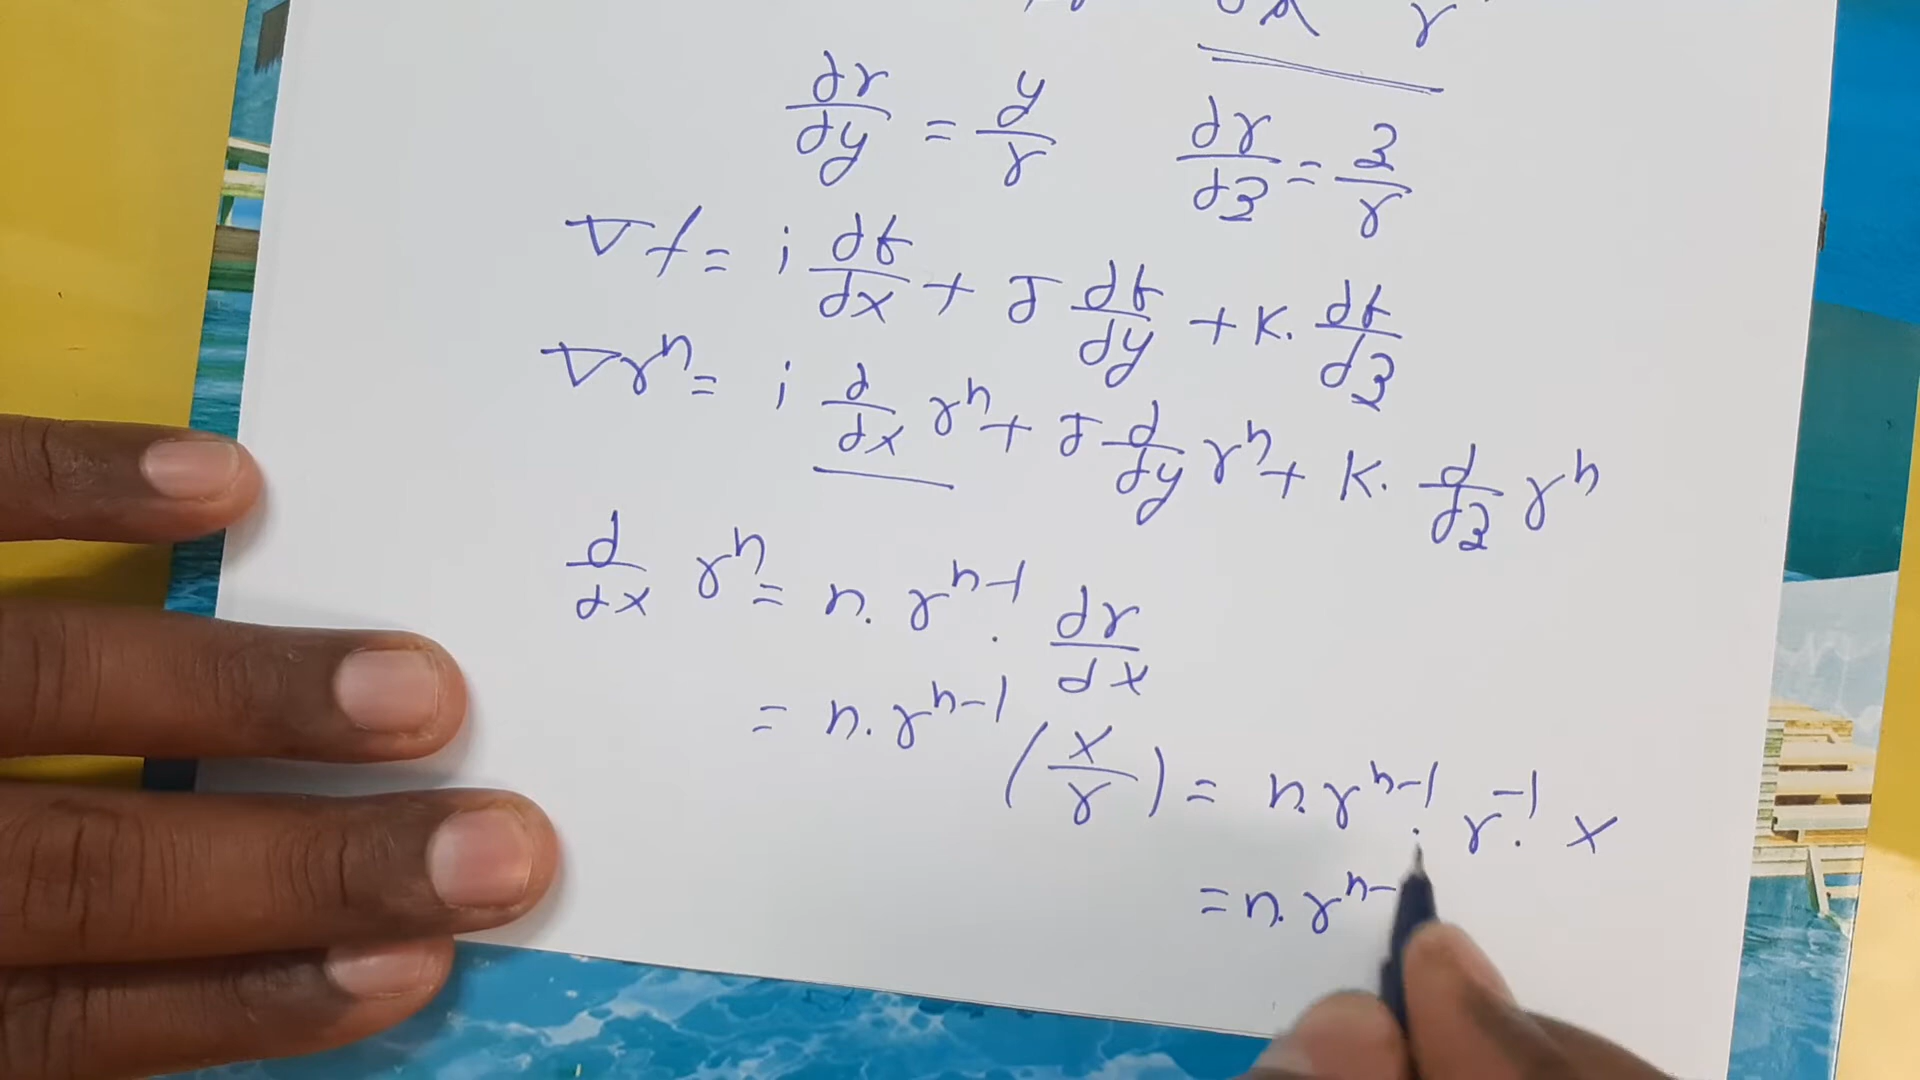 ∂r/∂y = y/r   ∂r/∂z = z/r
∇f = i ∂f/∂x + J ∂f/∂y + K. ∂f/∂z
∇rⁿ = i ∂/∂x rⁿ + J ∂/∂y rⁿ + K. ∂/∂z rⁿ
∂/∂x rⁿ = n. rⁿ⁻¹. ∂r/∂x
= n. rⁿ⁻¹ (x/r) = n. rⁿ⁻¹. r⁻¹. x
= n. rⁿ⁻